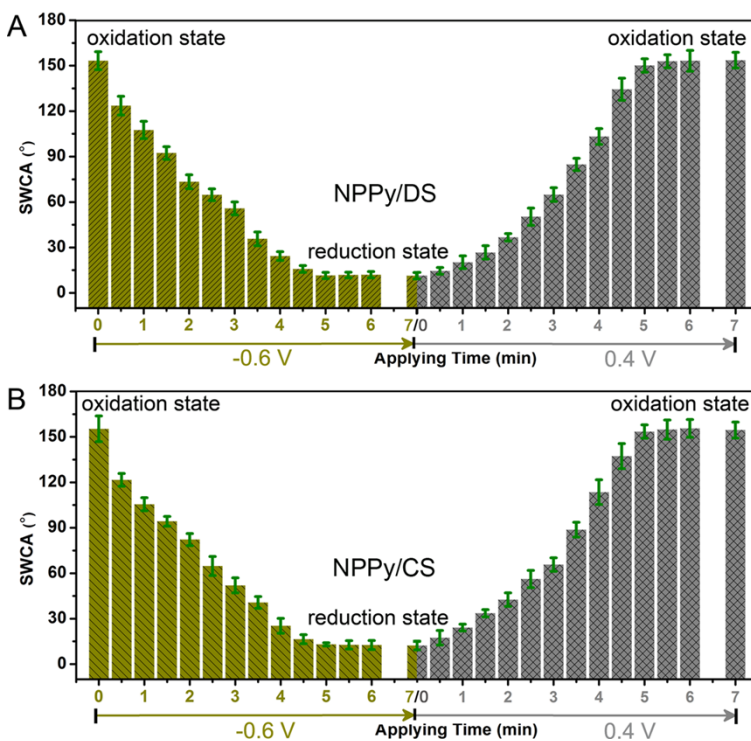 A
oxidation state
oxidation state
180
150
120
90
60
30
0
SWCA (°)
NPPy/DS
reduction state
0 1 2 3 4 5 6 7/0 1 2 3 4 5 6 7
-0.6 V
Applying Time (min)
0.4 V
B
oxidation state
oxidation state
180
150
120
90
60
30
0
SWCA (°)
NPPy/CS
reduction state
0 1 2 3 4 5 6 7/0 1 2 3 4 5 6 7
-0.6 V
Applying Time (min)
0.4 V